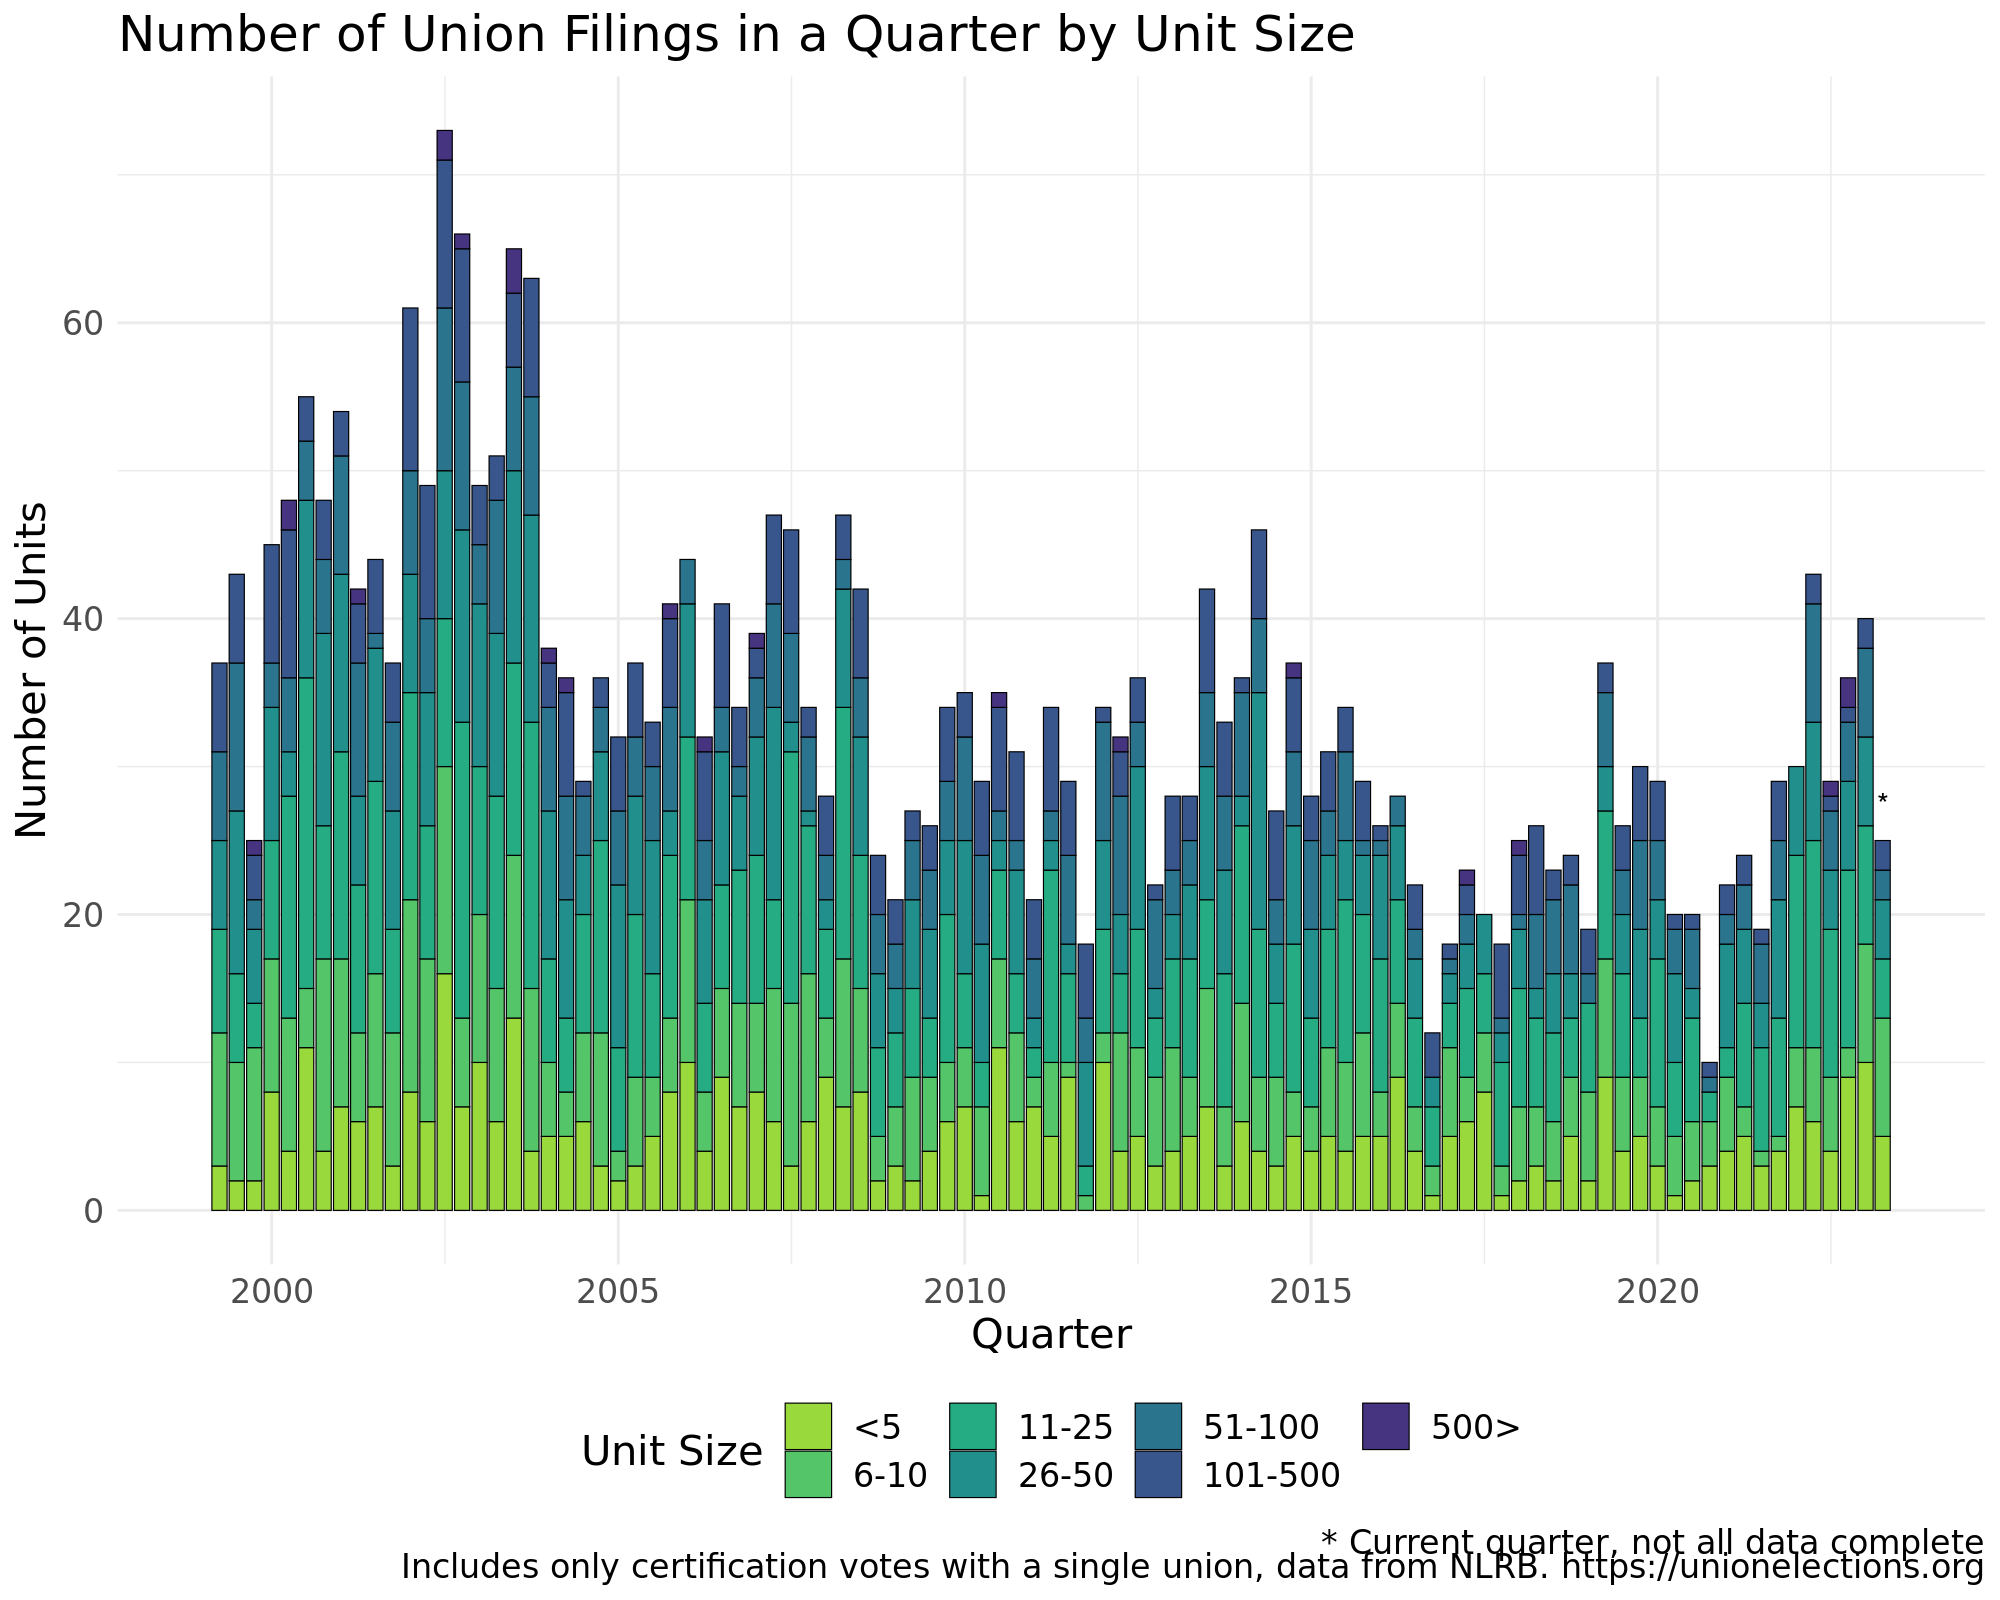 Number of Union Filings in a Quarter by Unit Size
Number of Units
60
40
20
0
*
2000 2005 2010 2015 2020
Quarter
Unit Size
<5 11-25 51-100 500>
6-10 26-50 101-500
* Current quarter, not all data complete
Includes only certification votes with a single union, data from NLRB. https://unionelections.org